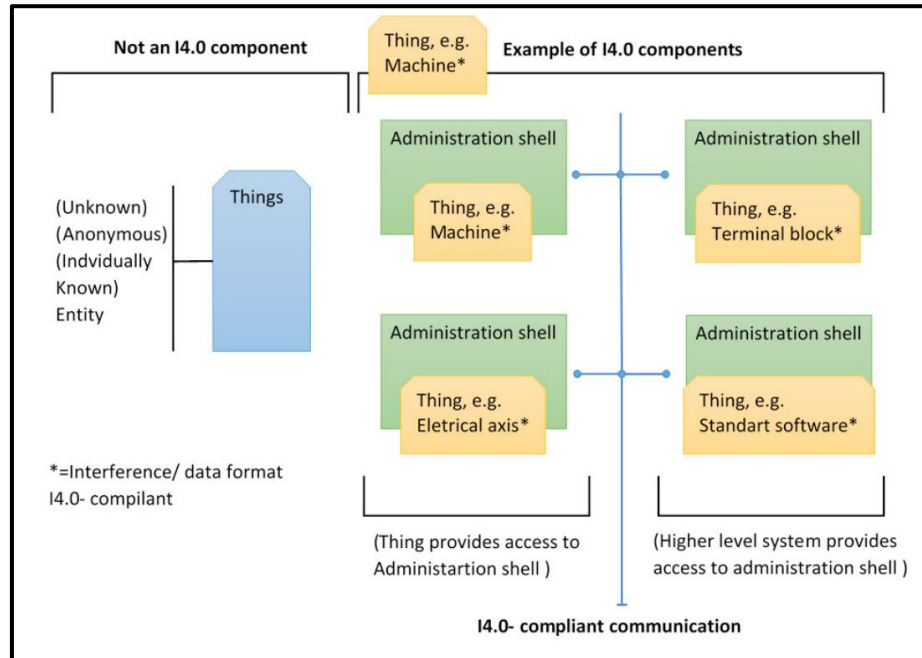 Not an I4.0 component
Thing, e.g.
Machine*
Example of I4.0 components
(Unknown)
(Anonymous)
(Indvidually
Known)
Entity
Things
Administration shell
Thing, e.g.
Machine*
Administration shell
Thing, e.g.
Terminal block*
Administration shell
Thing, e.g.
Eletrical axis*
Administration shell
Thing, e.g.
Standart software*
*=Interference/ data format
I4.0- compilant
(Thing provides access to
Administartion shell )
(Higher level system provides
access to administration shell )
I4.0- compliant communication